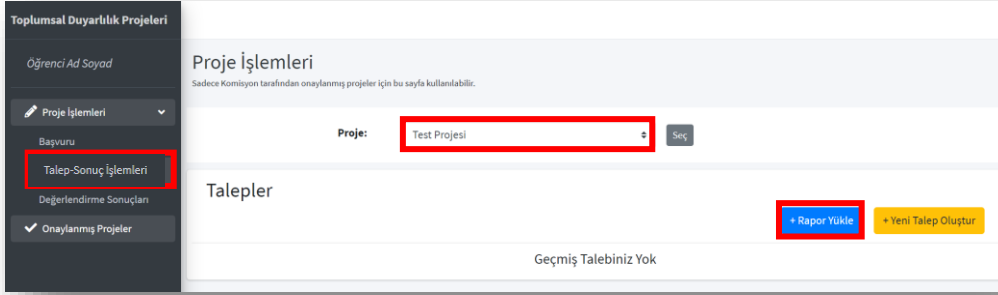 Toplumsal Duyarlılık Projeleri
Öğrenci Ad Soyad
Proje İşlemleri
Başvuru
Talep-Sonuç İşlemleri
Değerlendirme Sonuçları
Onaylanmış Projeler
Proje İşlemleri
Sadece Komisyon tarafından onaylanmış projeler için bu sayfa kullanılabilir.
Proje: Test Projesi Seç
Talepler
+ Rapor Yükle + Yeni Talep Oluştur
Geçmiş Talebiniz Yok